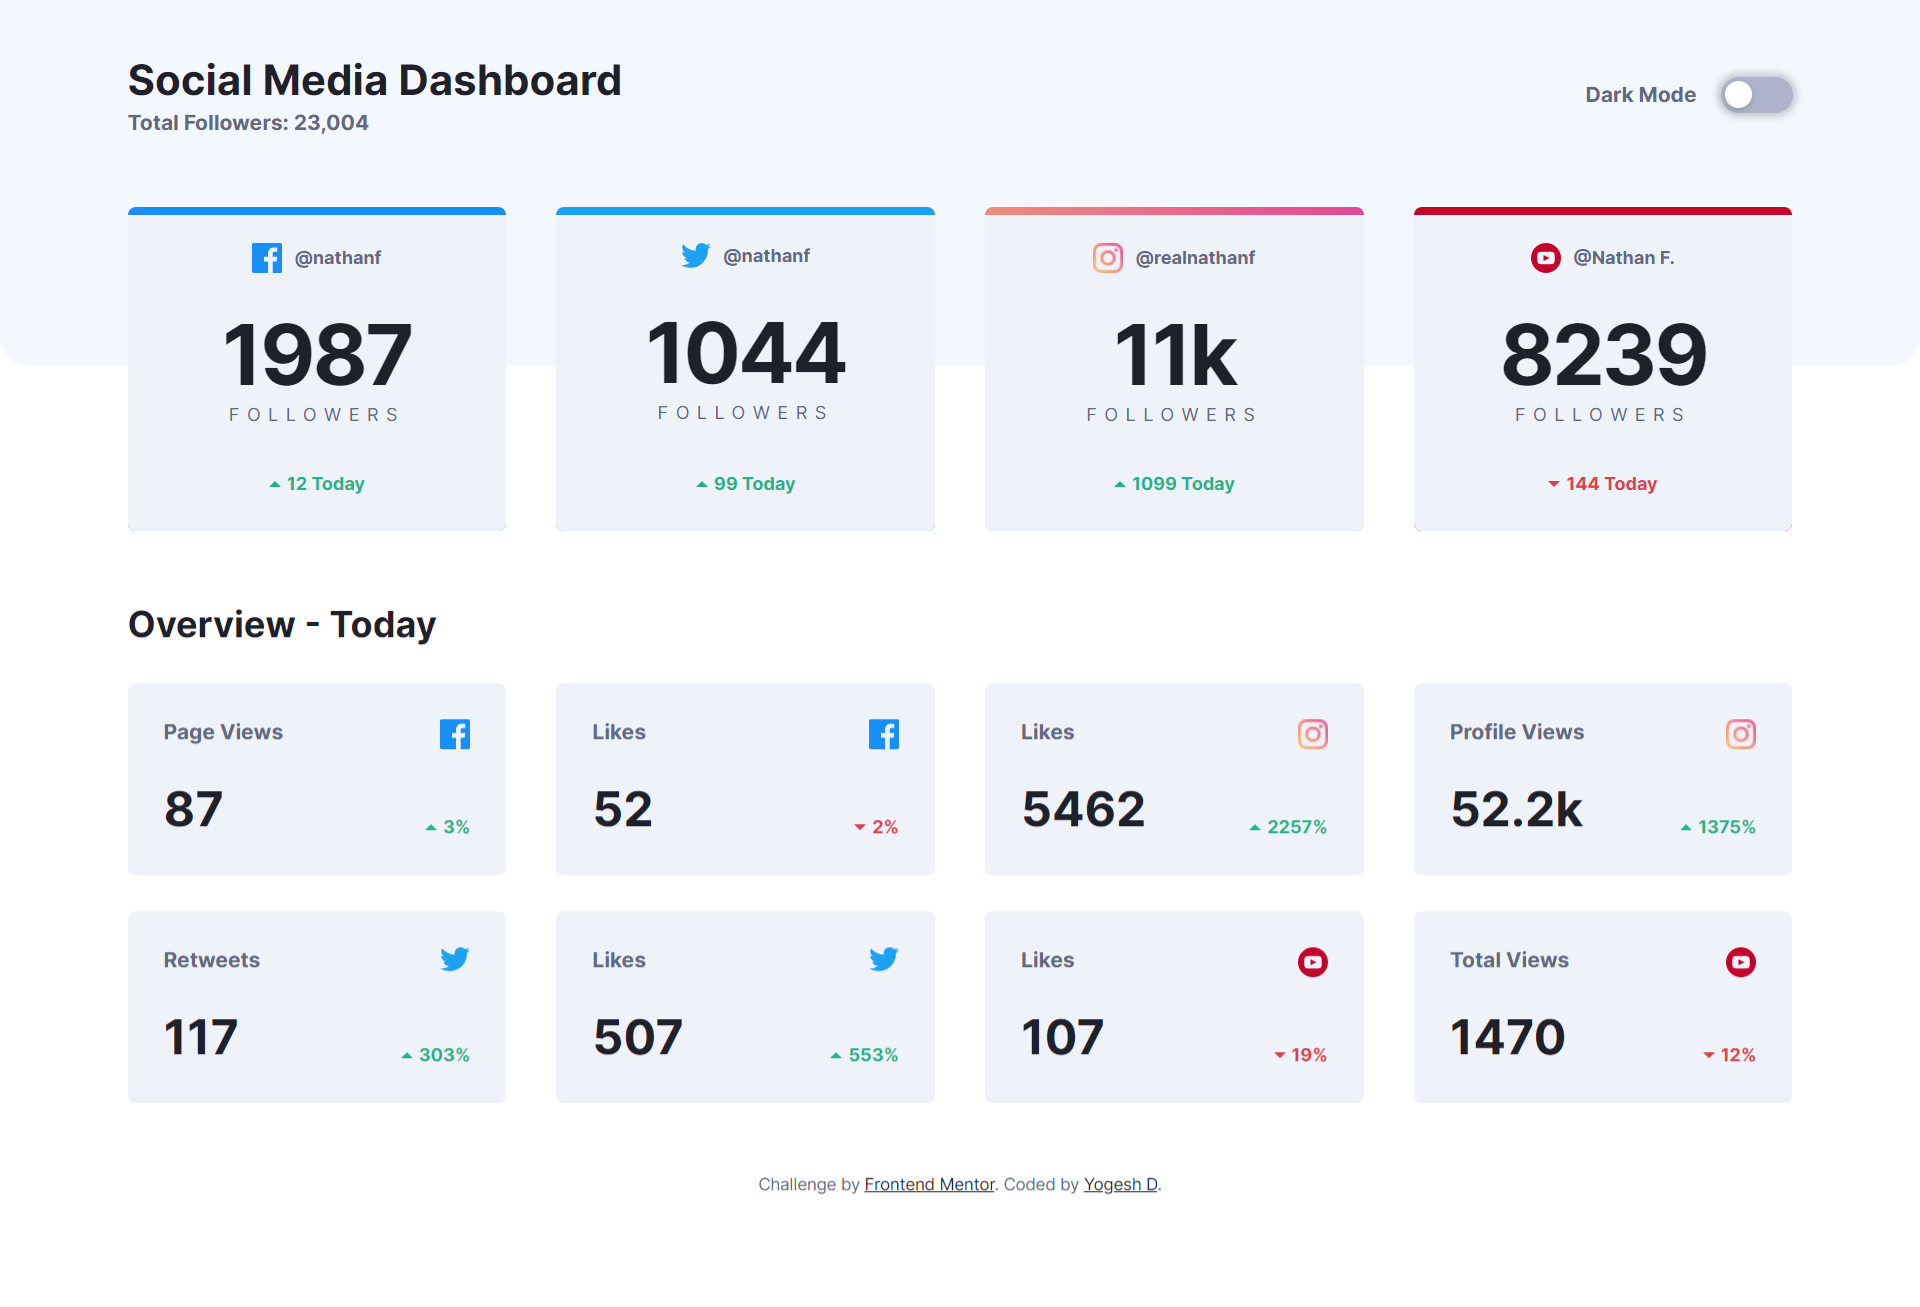 Social Media Dashboard
Total Followers: 23,004
Dark Mode
@nathanf
1987
FOLLOWERS
12 Today
@nathanf
1044
FOLLOWERS
99 Today
@realnathanf
11k
FOLLOWERS
1099 Today
@Nathan F.
8239
FOLLOWERS
144 Today
Overview - Today
Page Views
87
3%
Likes
52
2%
Likes
5462
2257%
Profile Views
52.2k
1375%
Retweets
117
303%
Likes
507
553%
Likes
107
19%
Total Views
1470
12%
Challenge by Frontend Mentor. Coded by Yogesh D.